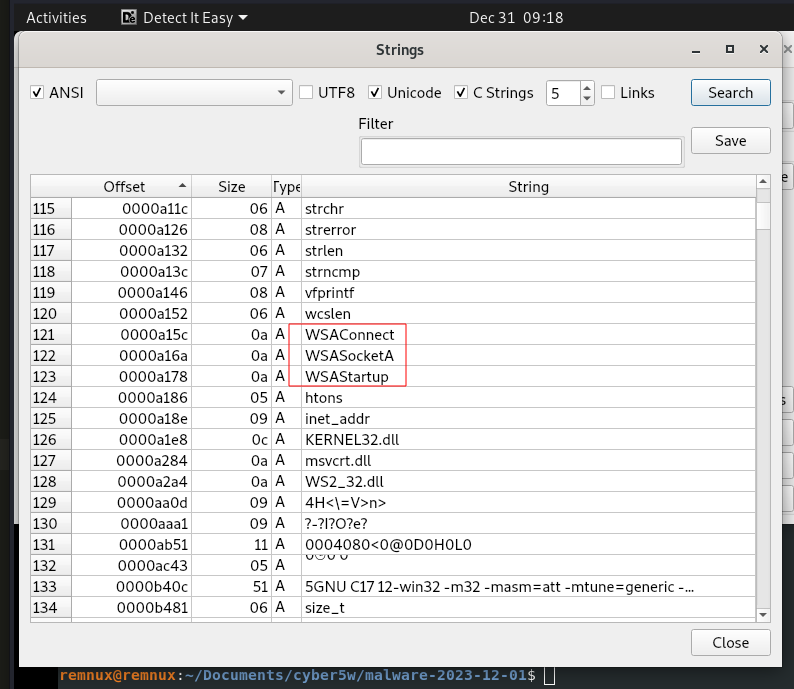 Activities Detect It Easy Dec 31 09:18
Strings
ANSI UTF8 Unicode C Strings 5 Links Search
Filter
Save
Offset Size Type String
115 0000a11c 06 A strchr
116 0000a126 08 A strerror
117 0000a132 06 A strlen
118 0000a13c 07 A strncmp
119 0000a146 08 A vfprintf
120 0000a152 06 A wcslen
121 0000a15c 0a A WSAConnect
122 0000a16a 0a A WSASocketA
123 0000a178 0a A WSAStartup
124 0000a186 05 A htons
125 0000a18e 09 A inet_addr
126 0000a1e8 0c A KERNEL32.dll
127 0000a284 0a A msvcrt.dll
128 0000a2a4 0a A WS2_32.dll
129 0000aa0d 09 A 4H<\=V>n>
130 0000aaa1 09 A ?-?I?O?e?
131 0000ab51 11 A 0004080<0@0D0H0L0
132 0000ac43 05 A
133 0000b40c 51 A 5GNU C17 12-win32 -m32 -masm=att -mtune=generic -...
134 0000b481 06 A size_t
Close
remnux@remnux:~/Documents/cyber5w/malware-2023-12-01$